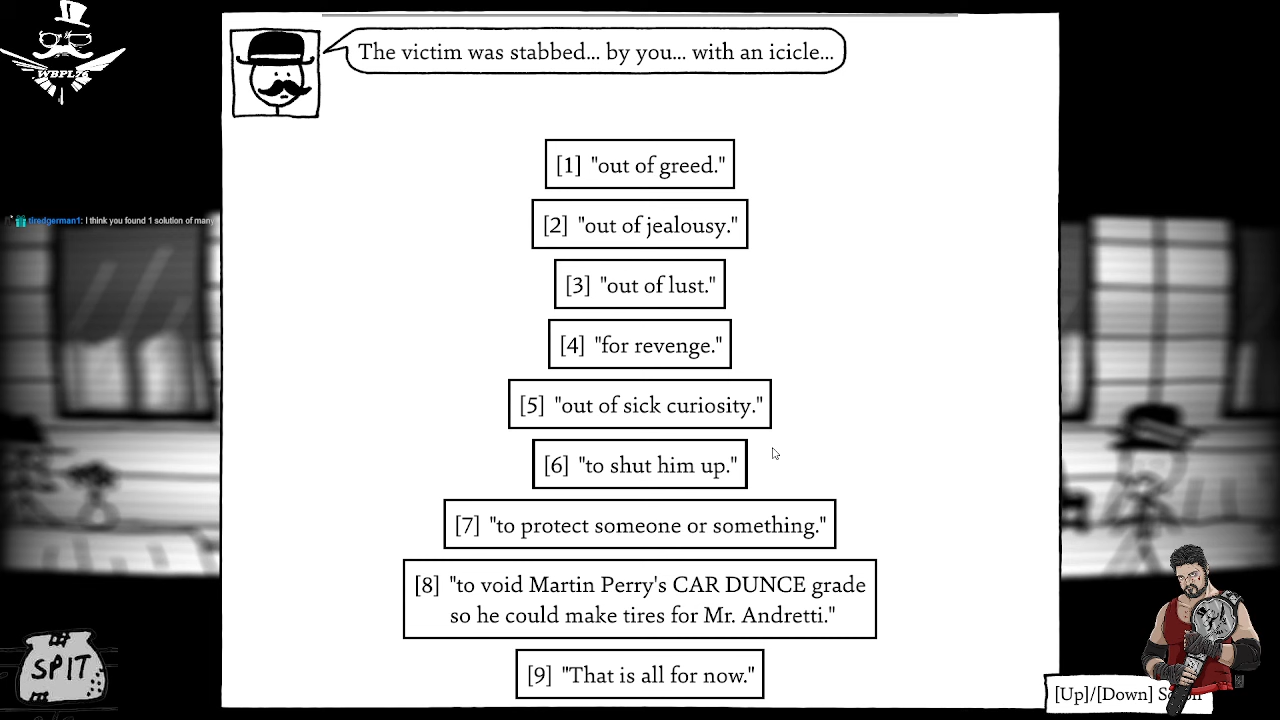 The victim was stabbed... by you... with an icicle...
WBPL76
[1] "out of greed."
[2] "out of jealousy."
tiredgerman1: I think you found 1 solution of many
[3] "out of lust."
[4] "for revenge."
[5] "out of sick curiosity."
[6] "to shut him up."
[7] "to protect someone or something."
[8] "to void Martin Perry's CAR DUNCE grade
so he could make tires for Mr. Andretti."
[9] "That is all for now."
SPIT
[Up]/[Down]